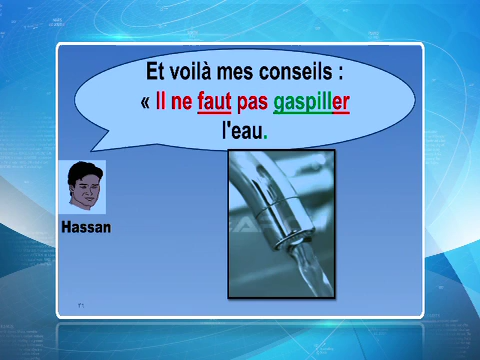 Et voilà mes conseils :
« Il ne faut pas gaspiller
l'eau.
Hassan